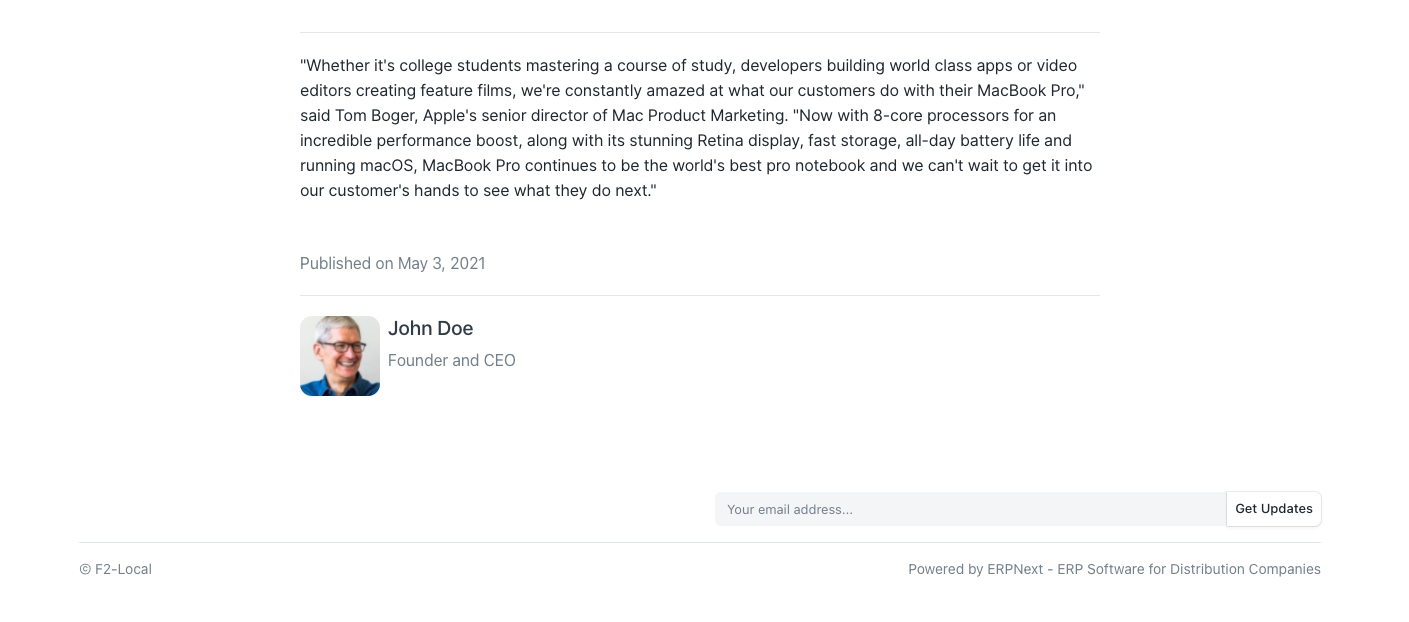 "Whether it's college students mastering a course of study, developers building world class apps or video
editors creating feature films, we're constantly amazed at what our customers do with their MacBook Pro,"
said Tom Boger, Apple's senior director of Mac Product Marketing. "Now with 8-core processors for an
incredible performance boost, along with its stunning Retina display, fast storage, all-day battery life and
running macOS, MacBook Pro continues to be the world's best pro notebook and we can't wait to get it into
our customer's hands to see what they do next."
Published on May 3, 2021
John Doe
Founder and CEO
Your email address...
Get Updates
© F2-Local
Powered by ERPNext - ERP Software for Distribution Companies